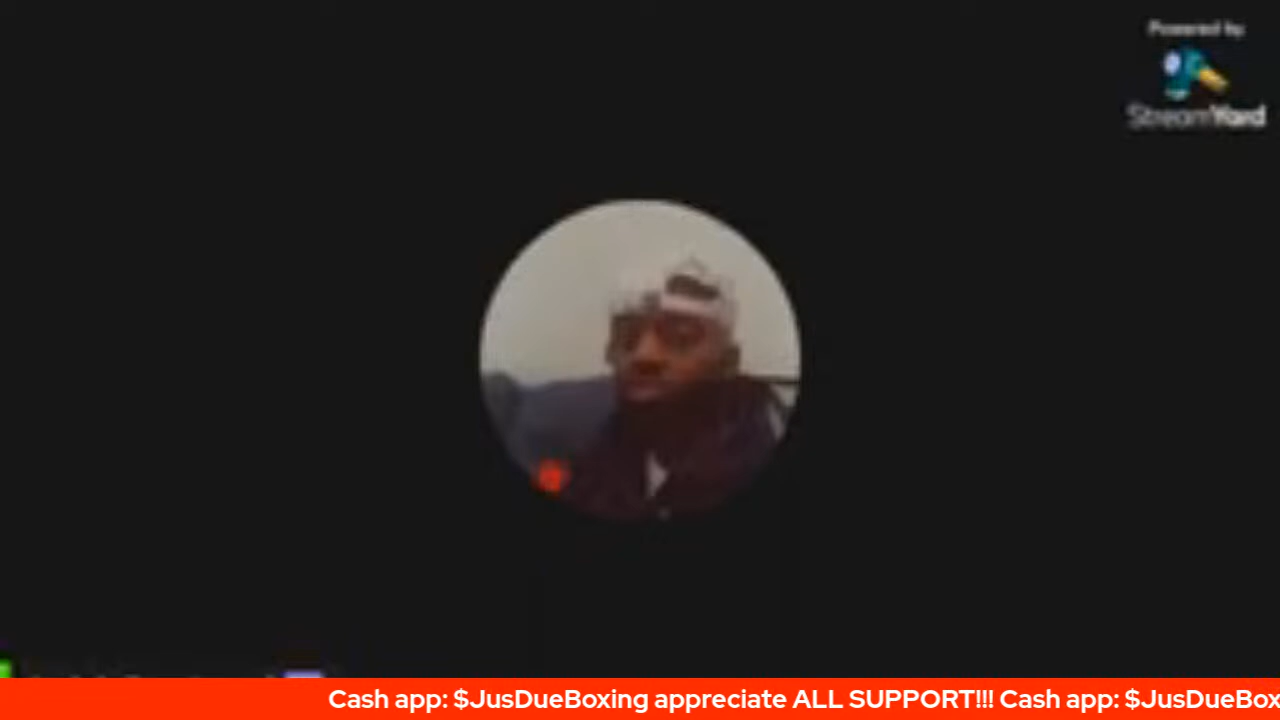 Powered by
StreamYard
Cash app: $JusDueBoxing appreciate ALL SUPPORT!!! Cash app: $JusDueBox